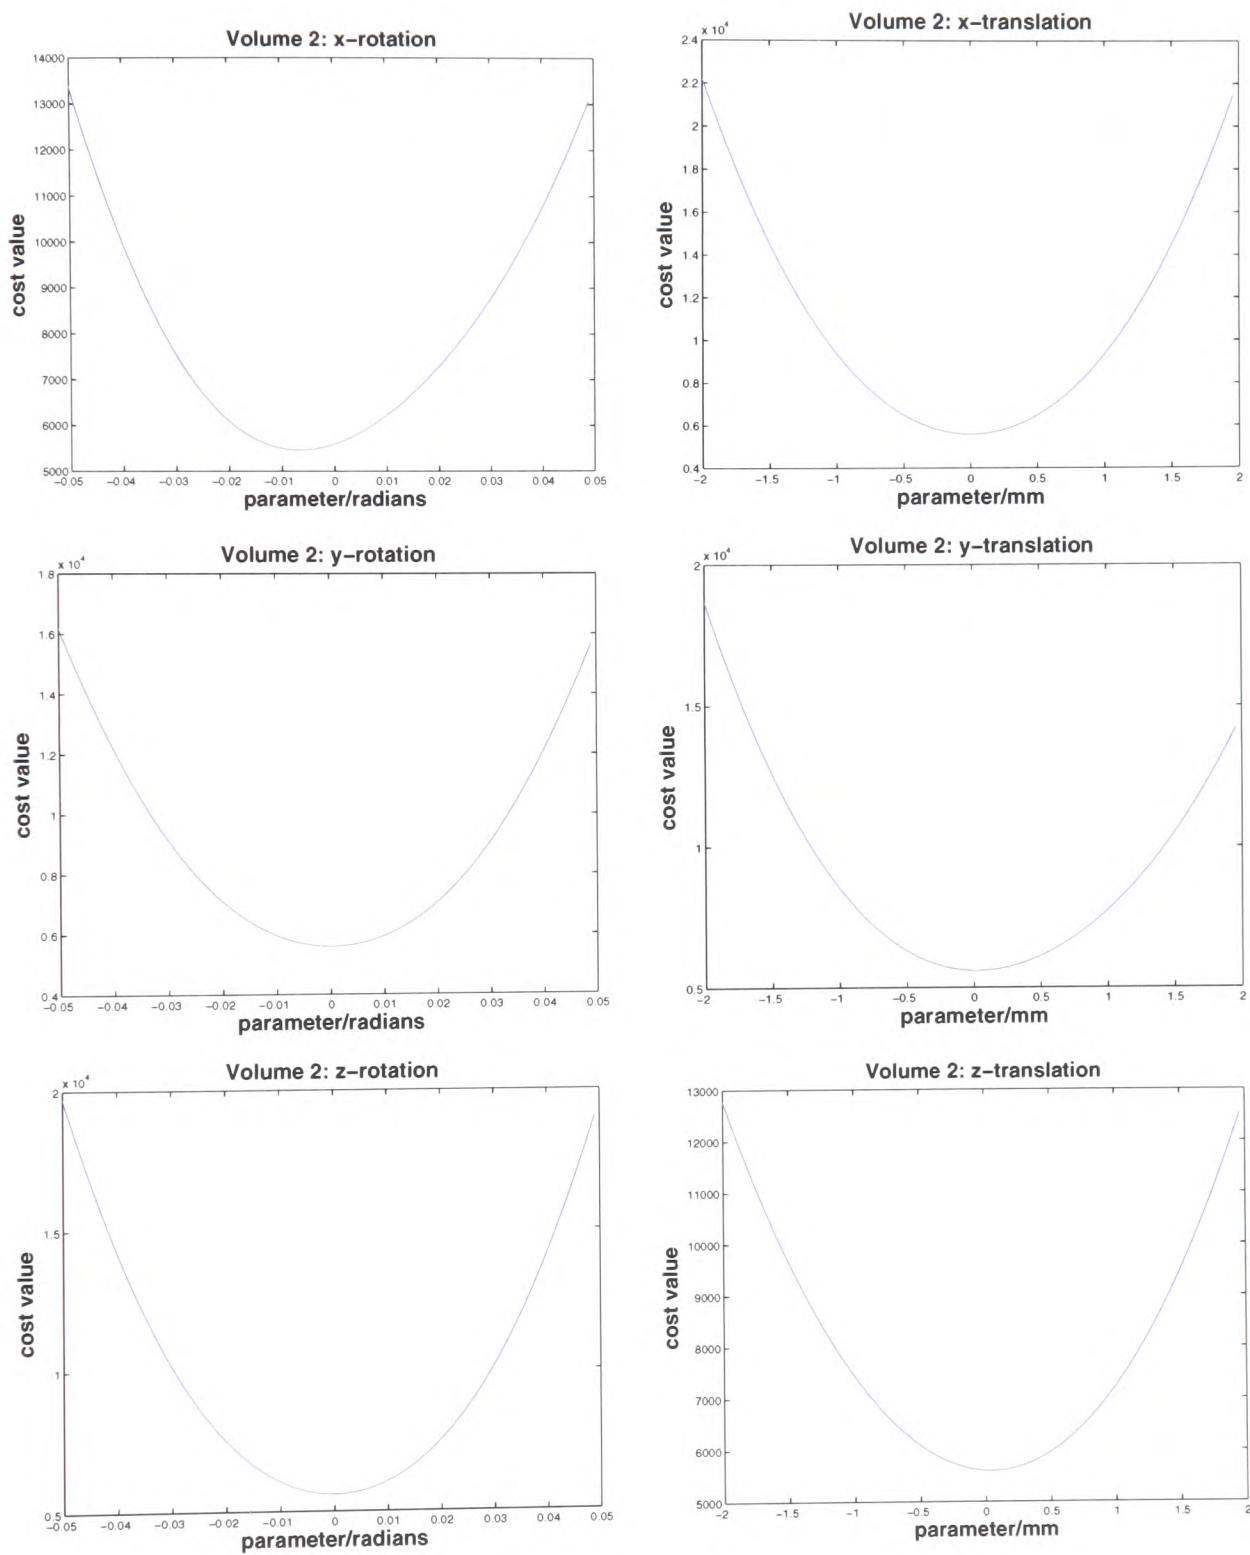 Volume 2: x−rotation
14000
13000
12000
11000
10000
9000
8000
7000
6000
5000
cost value
−0.05 −0.04 −0.03 −0.02 −0.01 0 0.01 0.02 0.03 0.04 0.05
parameter/radians
Volume 2: x−translation
x 10⁴
2.4
2.2
2
1.8
1.6
1.4
1.2
1
0.8
0.6
0.4
cost value
−2 −1.5 −1 −0.5 0 0.5 1 1.5 2
parameter/mm
Volume 2: y−rotation
x 10⁴
1.8
1.6
1.4
1.2
1
0.8
0.6
0.4
cost value
−0.05 −0.04 −0.03 −0.02 −0.01 0 0.01 0.02 0.03 0.04 0.05
parameter/radians
Volume 2: y−translation
x 10⁴
2
1.5
1
0.5
cost value
−2 −1.5 −1 −0.5 0 0.5 1 1.5 2
parameter/mm
Volume 2: z−rotation
x 10⁴
2
1.5
1
0.5
cost value
−0.05 −0.04 −0.03 −0.02 −0.01 0 0.01 0.02 0.03 0.04 0.05
parameter/radians
Volume 2: z−translation
13000
12000
11000
10000
9000
8000
7000
6000
5000
cost value
−2 −1.5 −1 −0.5 0 0.5 1 1.5 2
parameter/mm